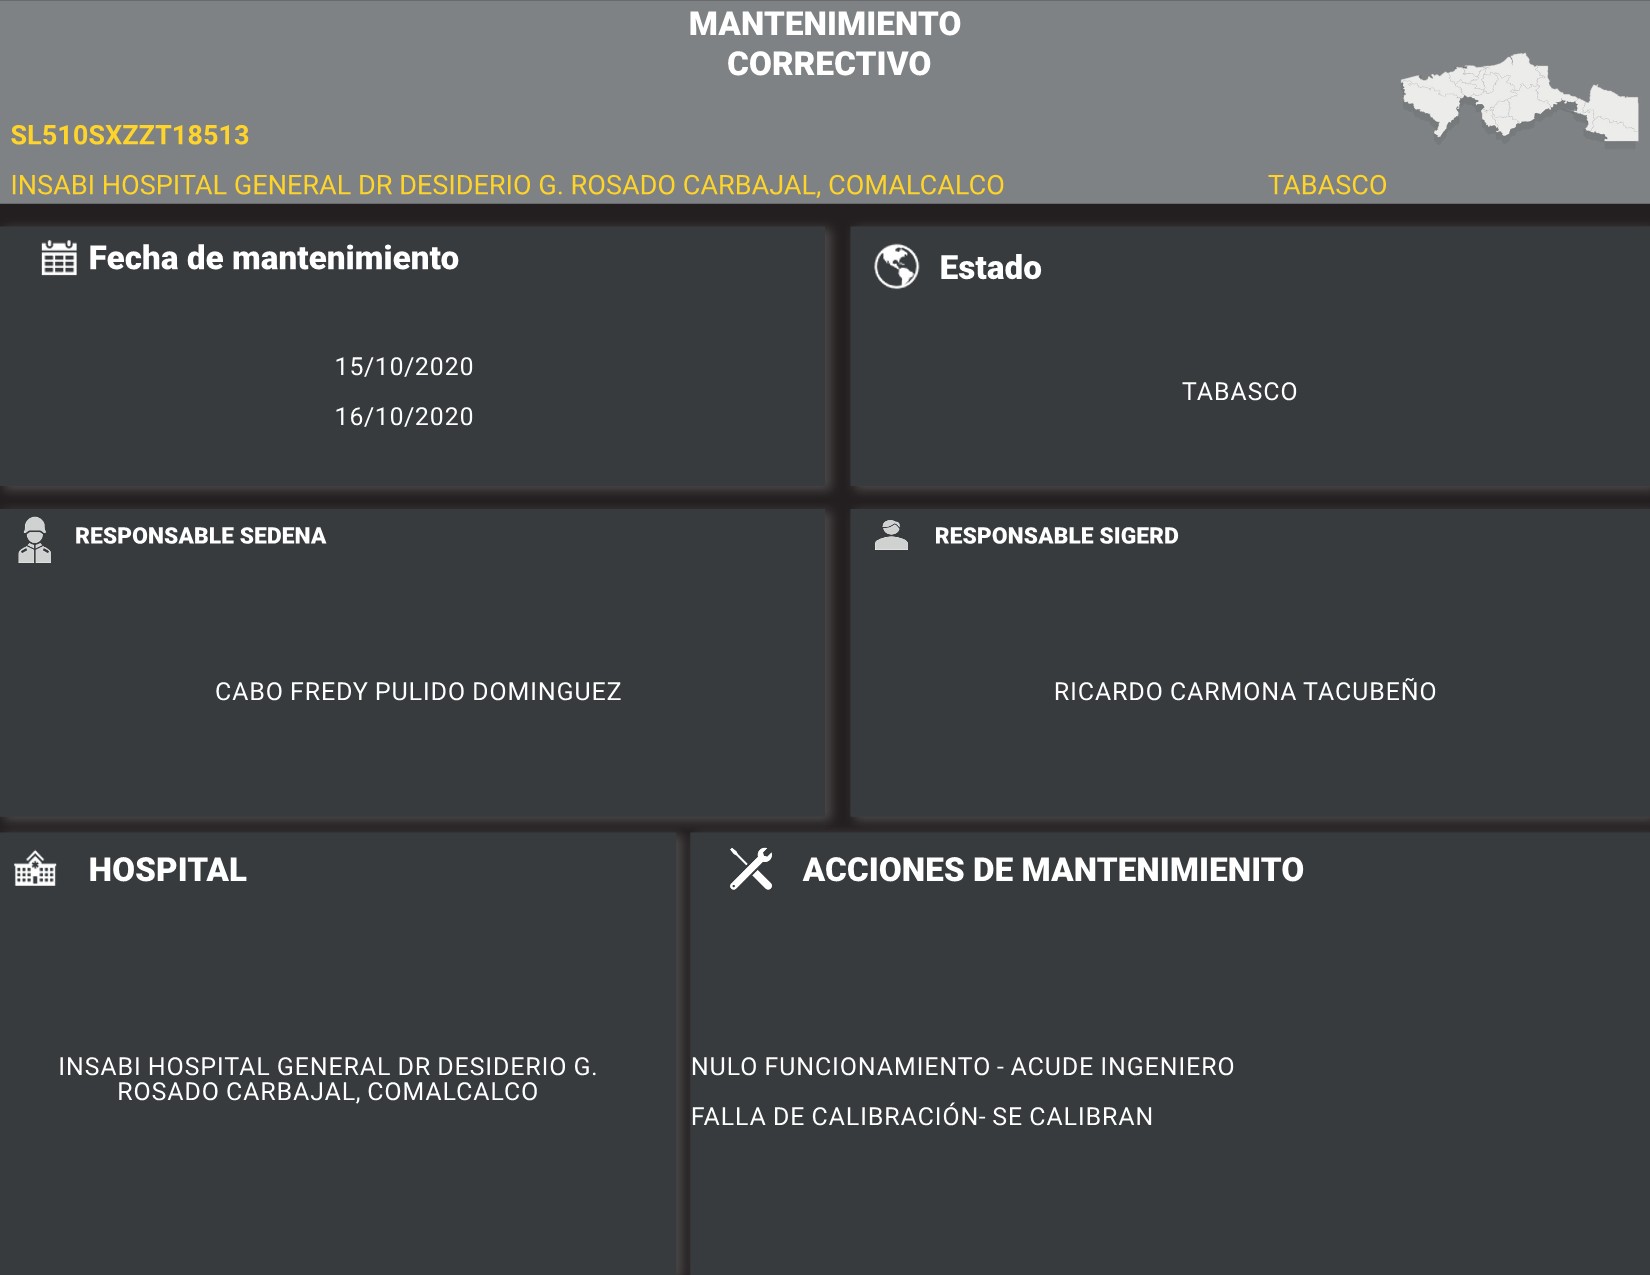 MANTENIMIENTO
CORRECTIVO
SL510SXZZT18513
INSABI HOSPITAL GENERAL DR DESIDERIO G. ROSADO CARBAJAL, COMALCALCO
TABASCO
Fecha de mantenimiento
15/10/2020
16/10/2020
Estado
TABASCO
RESPONSABLE SEDENA
CABO FREDY PULIDO DOMINGUEZ
RESPONSABLE SIGERD
RICARDO CARMONA TACUBEÑO
HOSPITAL
INSABI HOSPITAL GENERAL DR DESIDERIO G.
ROSADO CARBAJAL, COMALCALCO
ACCIONES DE MANTENIMIENITO
NULO FUNCIONAMIENTO - ACUDE INGENIERO
FALLA DE CALIBRACIÓN- SE CALIBRAN